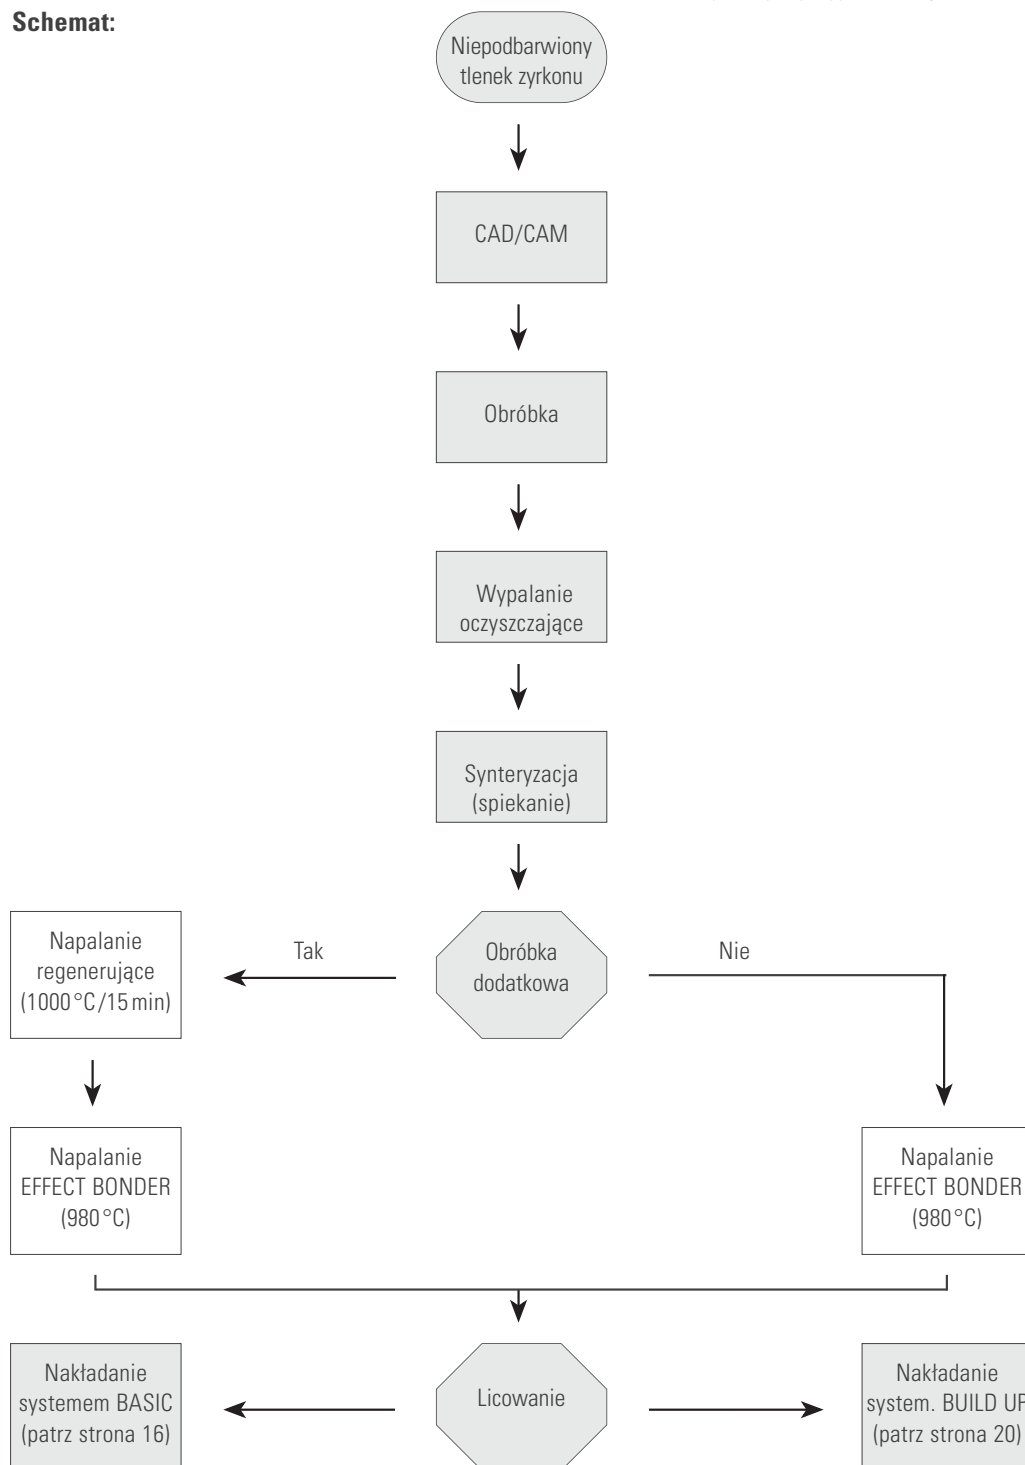 Schemat:
Niepodbarwiony
tlenek zyrkonu
CAD/CAM
Obróbka
Wypalanie
oczyszczające
Synteryzacja
(spiekanie)
Napalanie
regenerujące
(1000 °C/15 min)
Tak
Obróbka
dodatkowa
Nie
Napalanie
EFFECT BONDER
(980 °C)
Napalanie
EFFECT BONDER
(980 °C)
Nakładanie
systemem BASIC
(patrz strona 16)
Licowanie
Nakładanie
system. BUILD UP
(patrz strona 20)